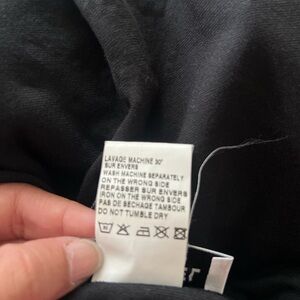 LAVAGE MACHINE 30°
SUR ENVERS
WASH MACHINE SEPARATELY
ON THE WRONG SIDE
REPASSER SUR ENVERS
IRON ON THE WRONG SIDE
PAS DE SECHAGE TAMBOUR
DO NOT TUMBLE DRY